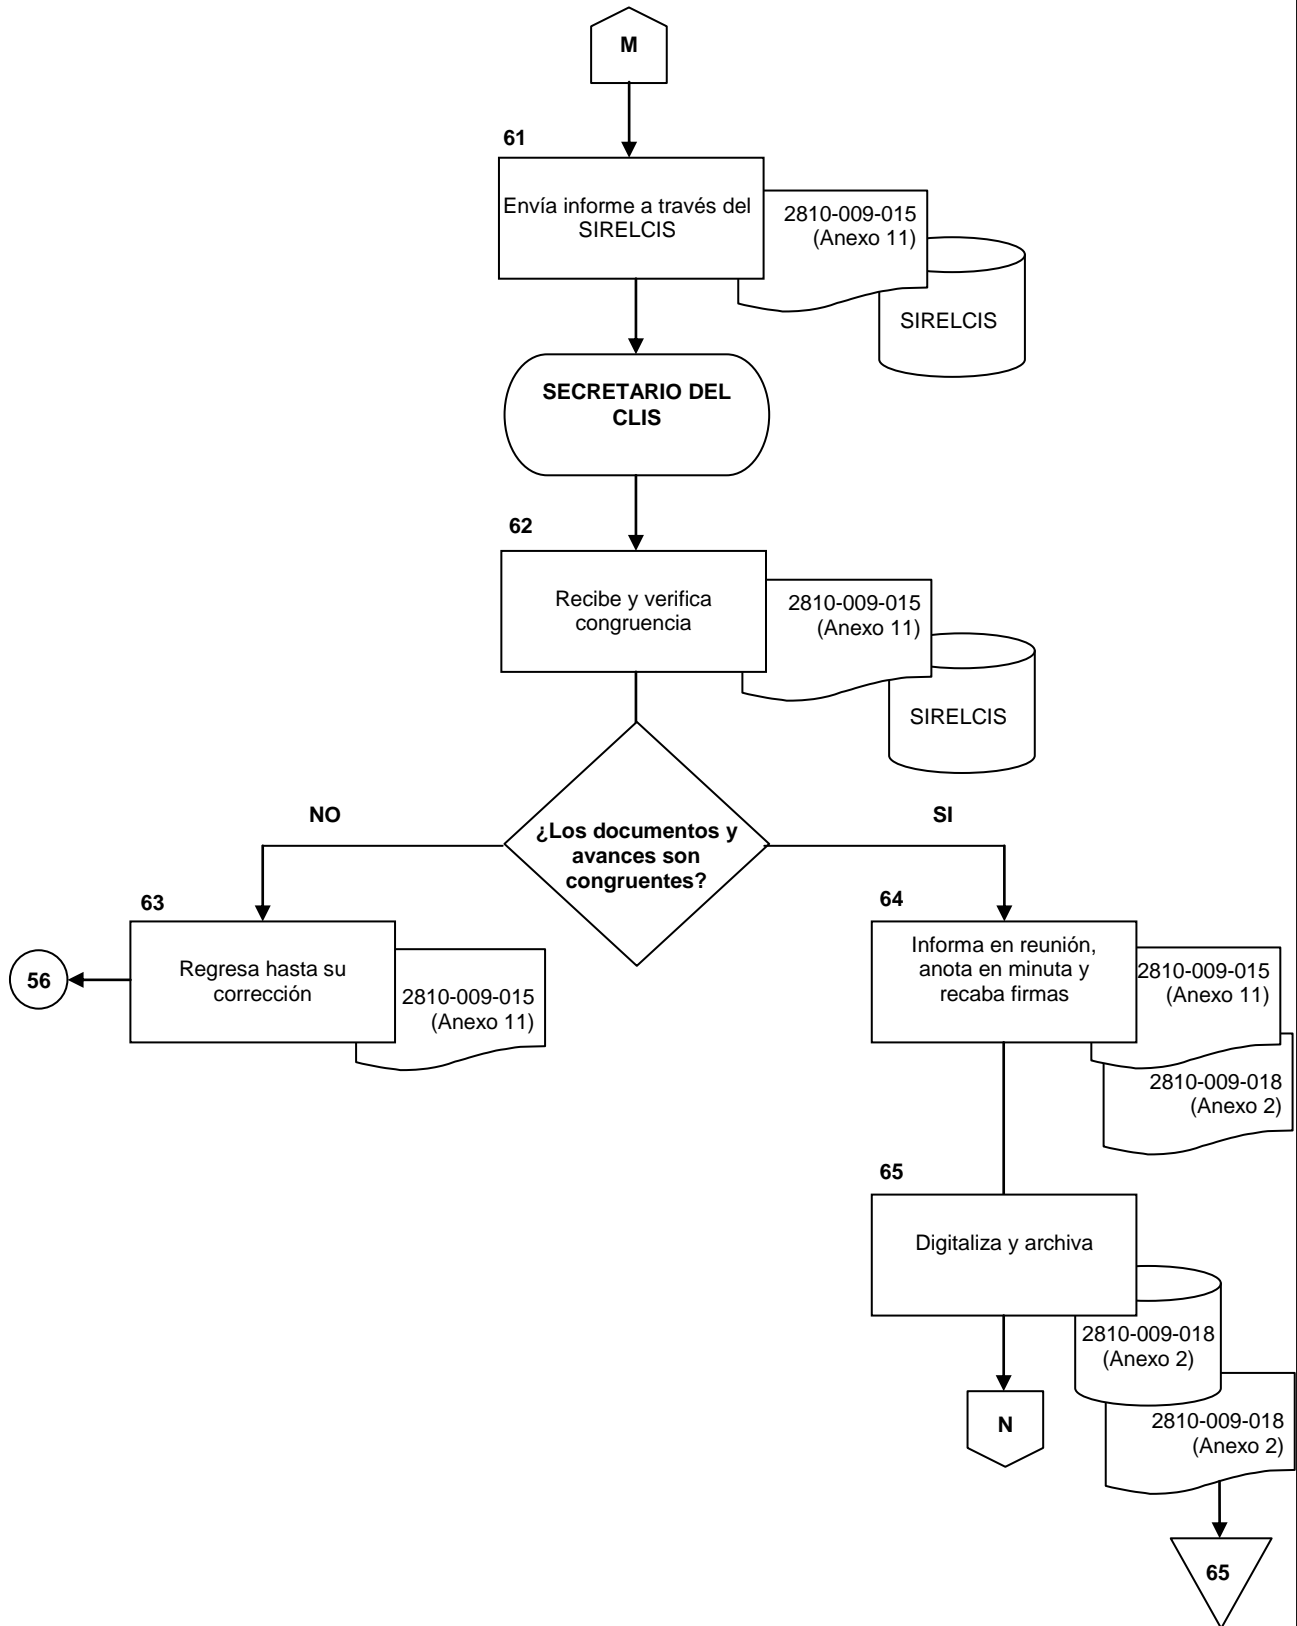 M
61
Envía informe a través del
SIRELCIS
2810-009-015
(Anexo 11)
SIRELCIS
SECRETARIO DEL
CLIS
62
Recibe y verifica
congruencia
2810-009-015
(Anexo 11)
SIRELCIS
¿Los documentos y
avances son
congruentes?
NO
SI
63
Regresa hasta su
corrección
2810-009-015
(Anexo 11)
56
64
Informa en reunión,
anota en minuta y
recaba firmas
2810-009-015
(Anexo 11)
2810-009-018
(Anexo 2)
65
Digitaliza y archiva
2810-009-018
(Anexo 2)
2810-009-018
(Anexo 2)
N
65